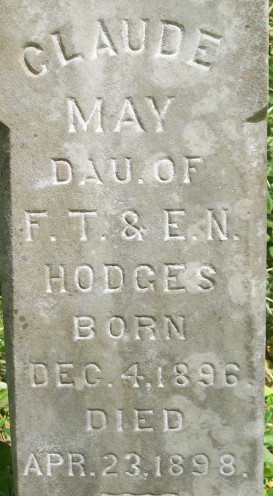 CLAUDE
MAY
DAU. OF
F. T. & E. N.
HODGES
BORN
DEC. 4, 1896.
DIED
APR. 23, 1898.